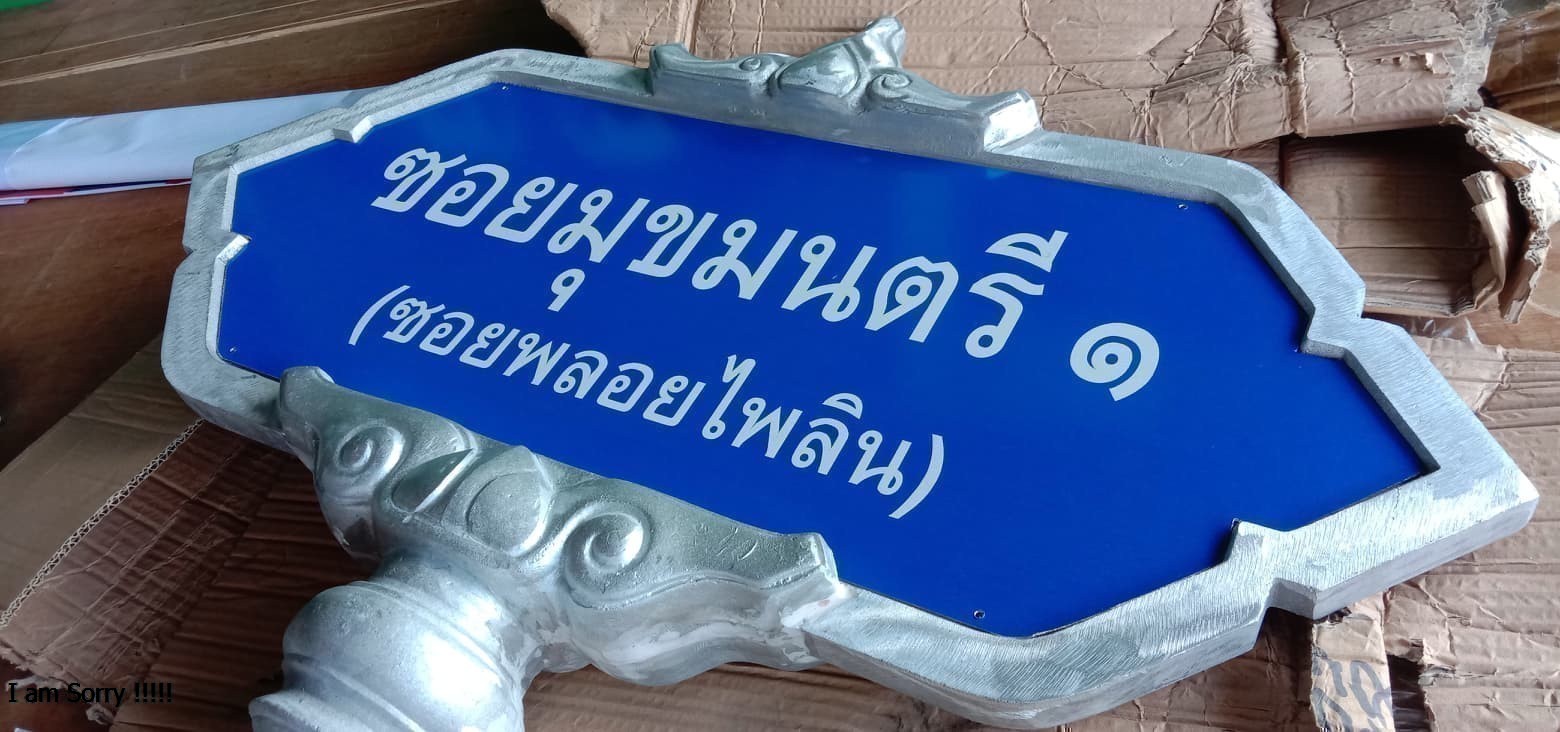 ซอยมุขมนตรี ๑
(ซอยพลอยไพลิน)
I am Sorry !!!!!